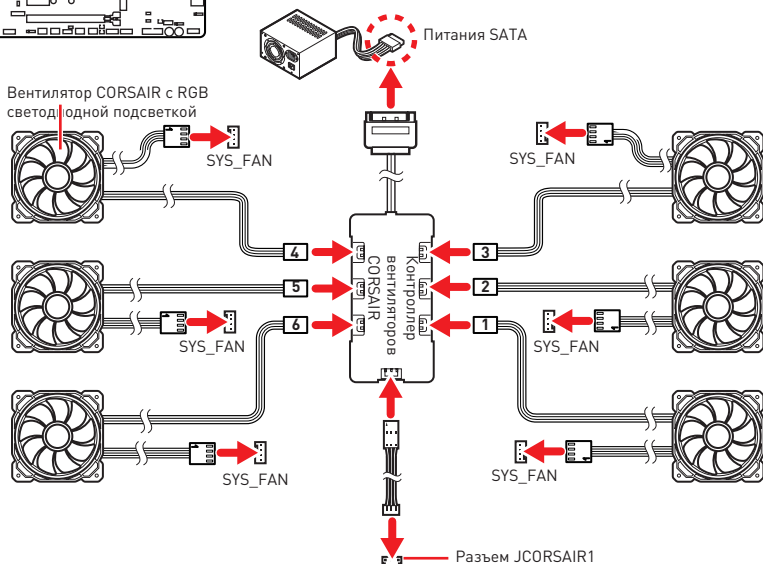 Питания SATA
Вентилятор CORSAIR с RGB
светодиодной подсветкой
SYS_FAN
SYS_FAN
4
3
5
2
6
1
Контроллер
вентиляторов
CORSAIR
SYS_FAN
SYS_FAN
SYS_FAN
SYS_FAN
Разъем JCORSAIR1